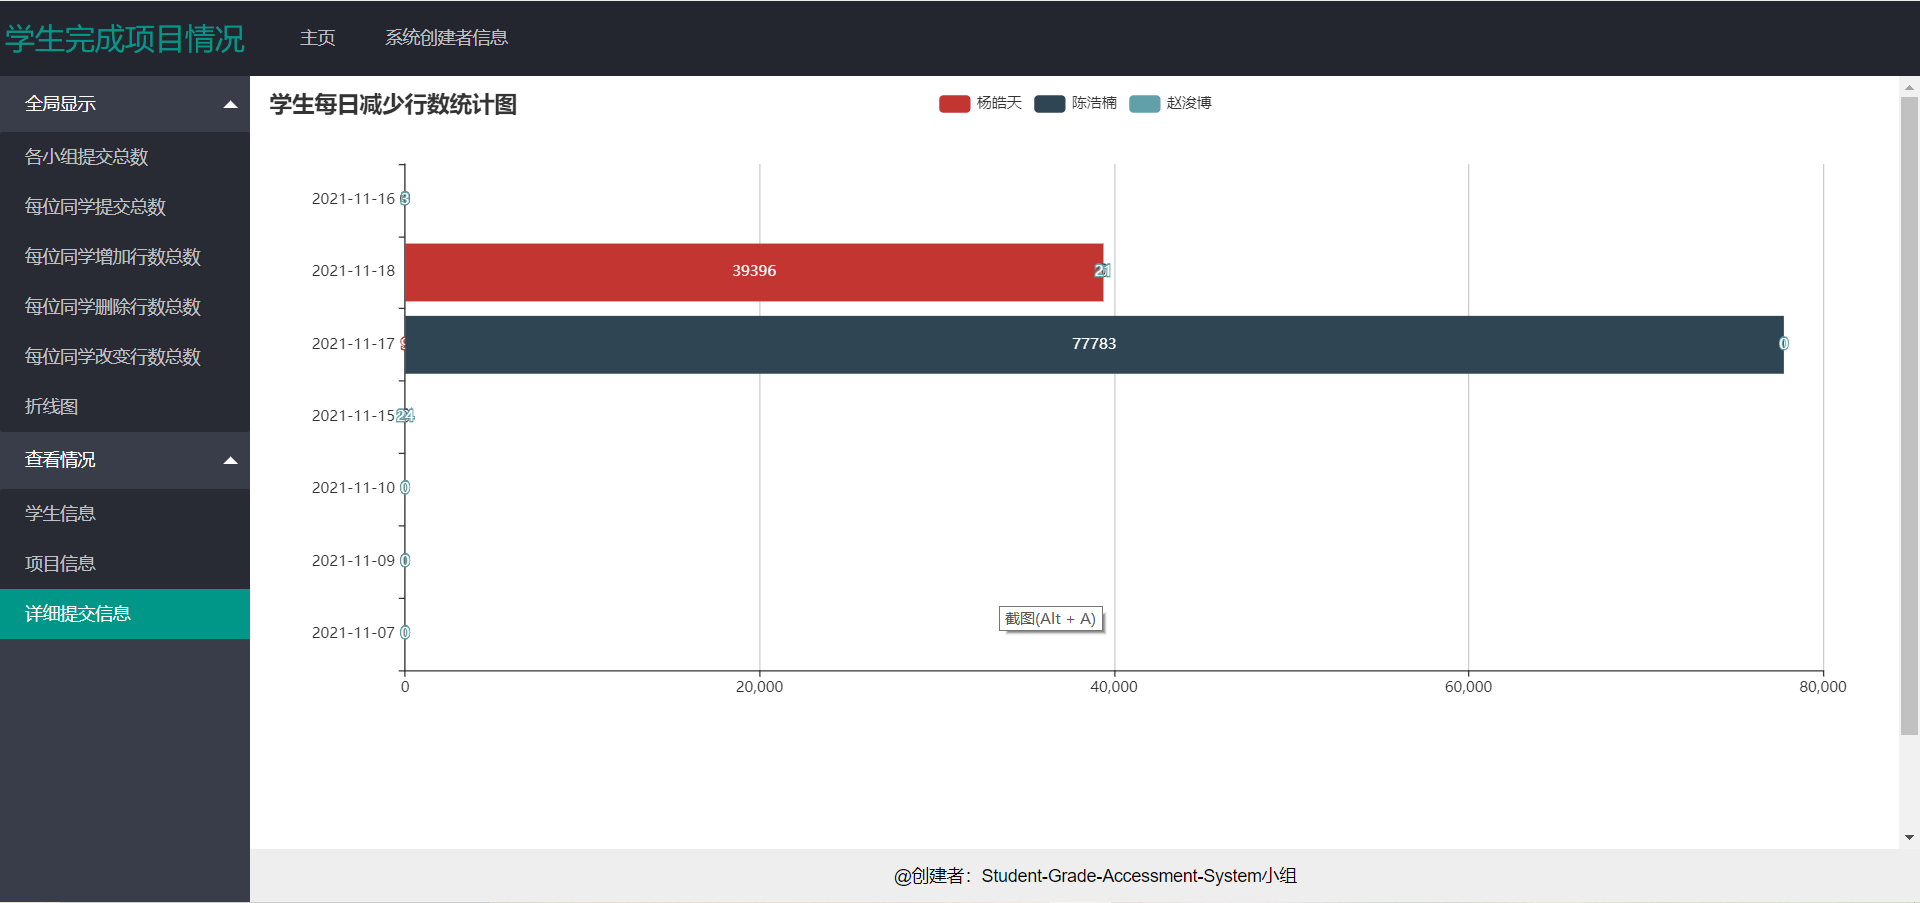 学生完成项目情况
主页
系统创建者信息
全局显示
各小组提交总数
每位同学提交总数
每位同学增加行数总数
每位同学删除行数总数
每位同学改变行数总数
折线图
查看情况
学生信息
项目信息
详细提交信息
学生每日减少行数统计图
杨皓天
陈浩楠
赵浚博
2021-11-16
2021-11-18 39396
2021-11-17 77783 0
2021-11-15 24
2021-11-10 0
2021-11-09 0
2021-11-07 0
截图(Alt + A)
0 20,000 40,000 60,000 80,000
@创建者：Student-Grade-Accessment-System小组